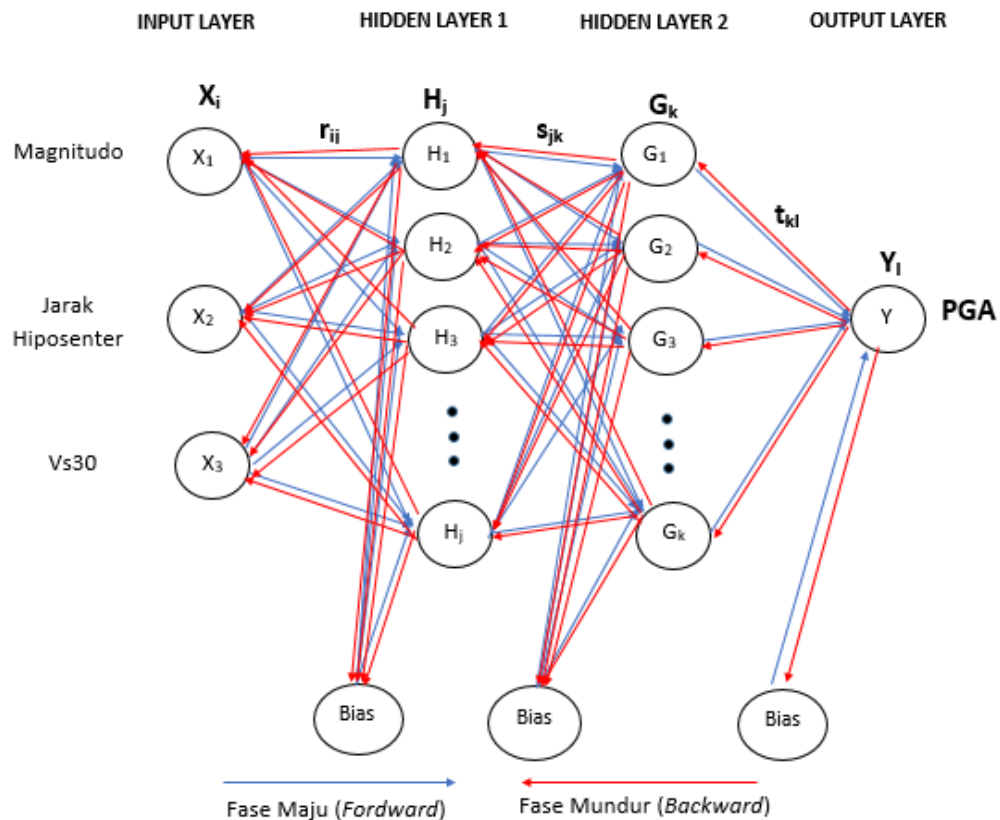 INPUT LAYER HIDDEN LAYER 1 HIDDEN LAYER 2 OUTPUT LAYER
Xi Hj Gk
rij sjk
Magnitudo X1 H1 G1
tkl
H2 G2
Yl
Jarak
Hiposenter
X2 H3 G3 Y PGA
Vs30 X3
Hj Gk
Bias Bias Bias
Fase Maju (Fordward) Fase Mundur (Backward)